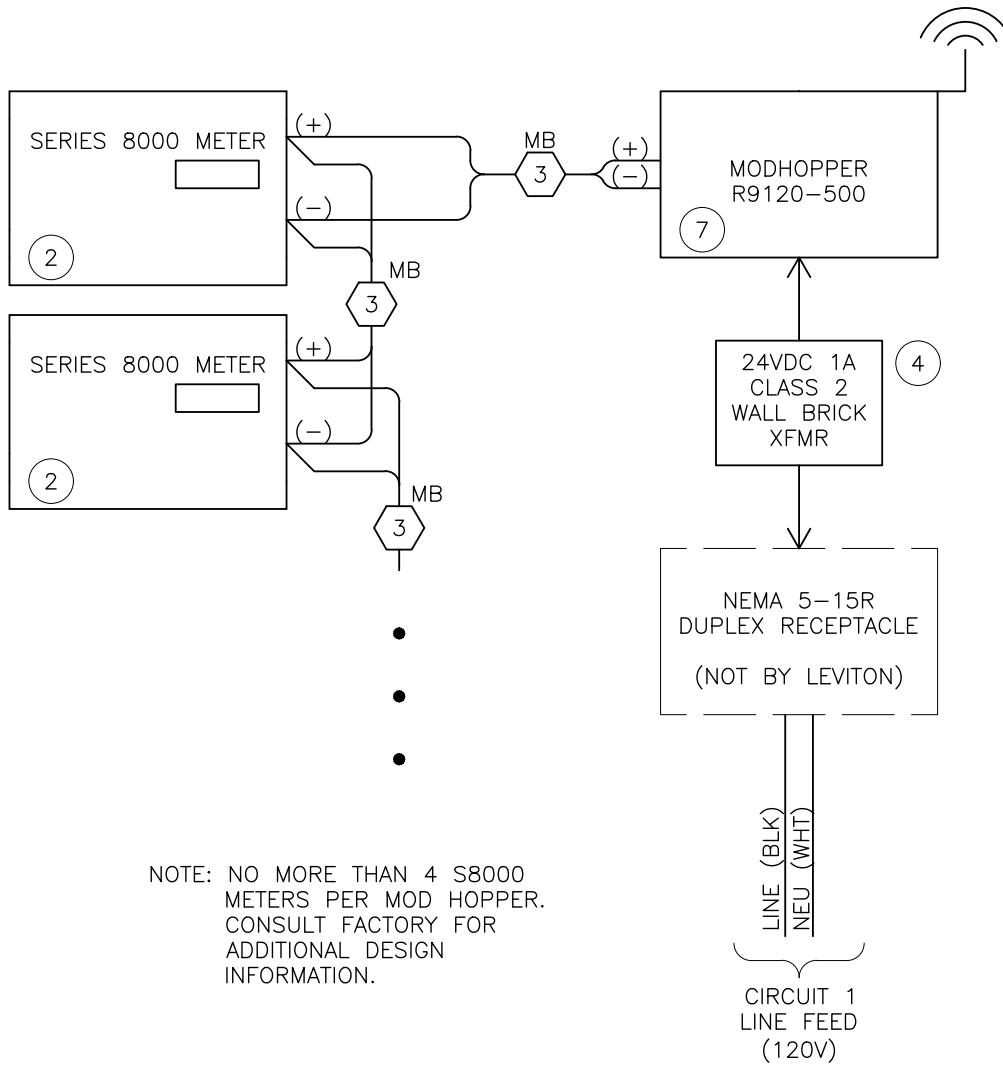 SERIES 8000 METER
(+)
(-)
2
MB
3
(+)
(-)
MODHOPPER
R9120-500
7
MB
3
SERIES 8000 METER
(+)
(-)
2
MB
3
24VDC 1A
CLASS 2
WALL BRICK
XFMR
4
NEMA 5-15R
DUPLEX RECEPTACLE
(NOT BY LEVITON)
LINE (BLK)
NEU (WHT)
NOTE: NO MORE THAN 4 S8000
METERS PER MOD HOPPER.
CONSULT FACTORY FOR
ADDITIONAL DESIGN
INFORMATION.
CIRCUIT 1
LINE FEED
(120V)